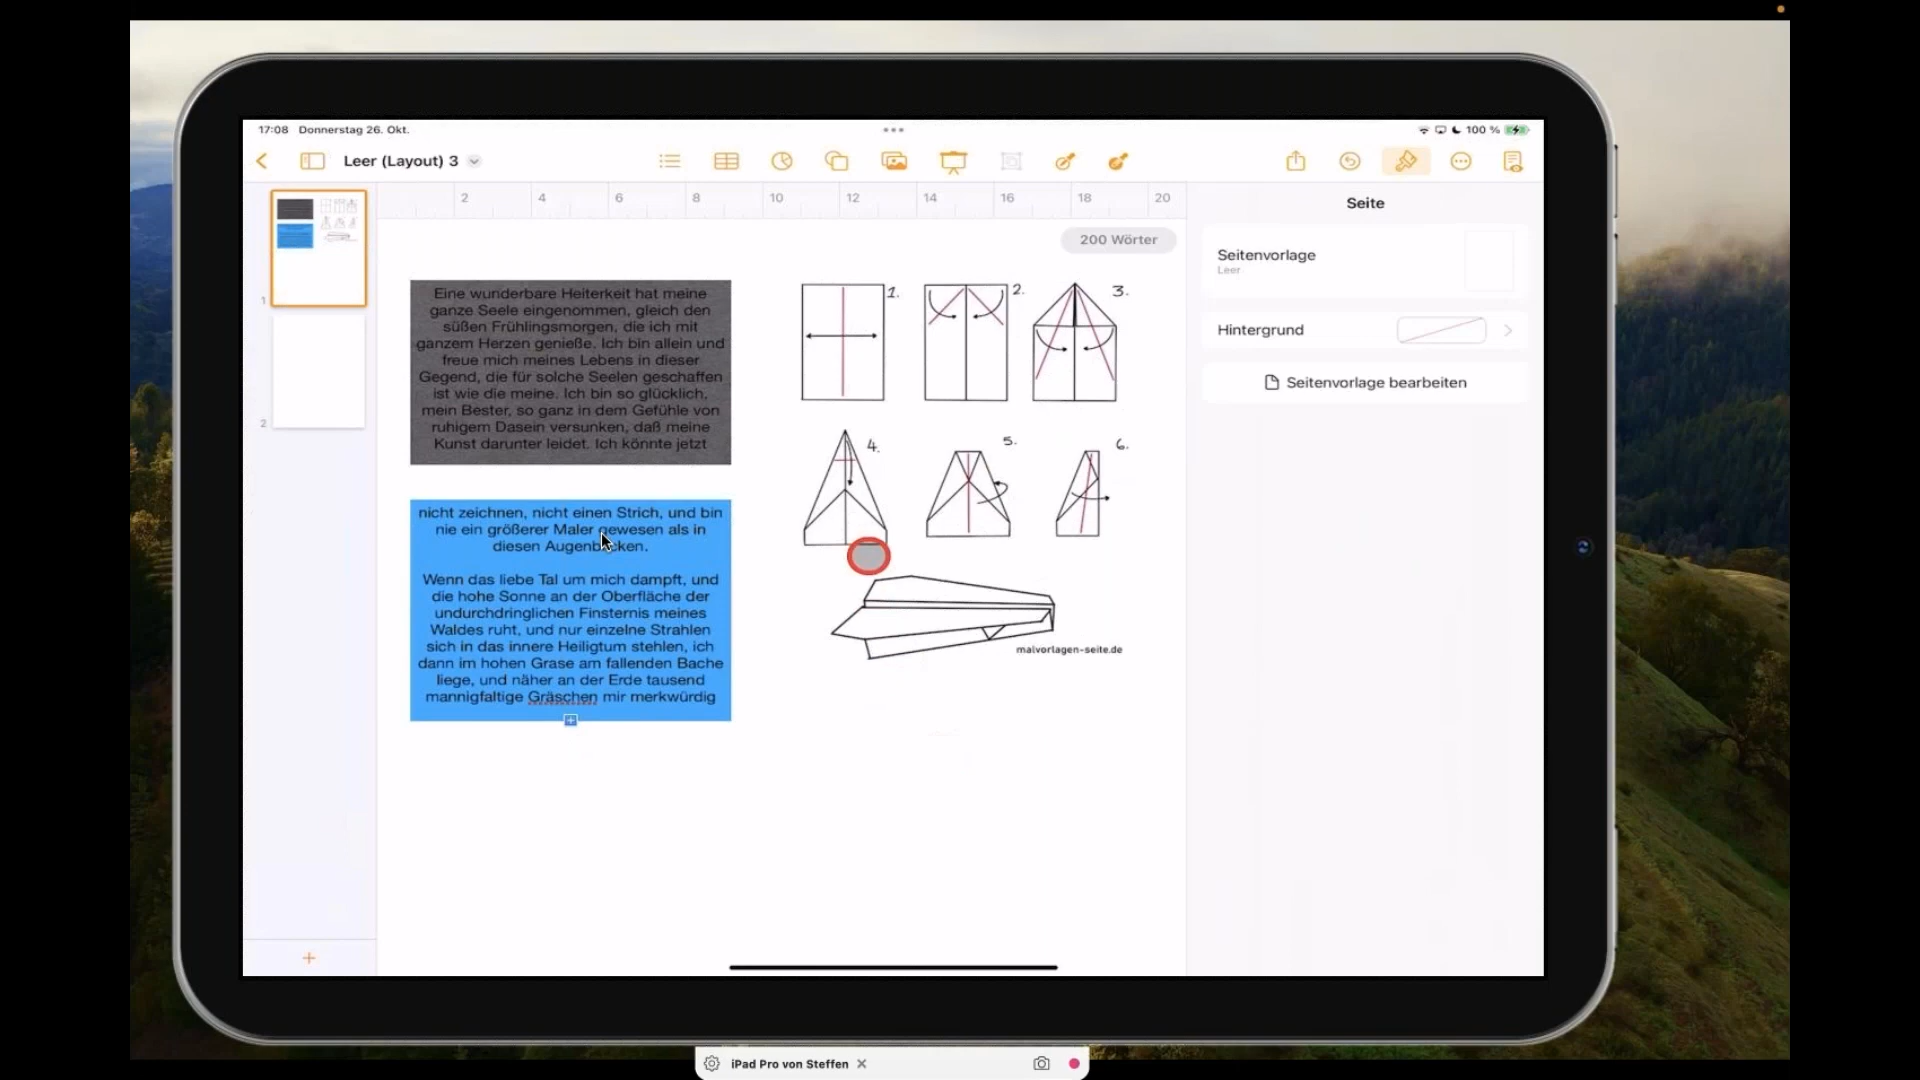 17:08 Donnerstag 26. Okt.
100 %
Leer (Layout) 3
2 4 6 8 10 12 14 16 18 20
200 Wörter
1
2
Eine wunderbare Heiterkeit hat meine
ganze Seele eingenommen, gleich den
süßen Frühlingsmorgen, die ich mit
ganzem Herzen genieße. Ich bin allein und
freue mich meines Lebens in dieser
Gegend, die für solche Seelen geschaffen
ist wie die meine. Ich bin so glücklich,
mein Bester, so ganz in dem Gefühle von
ruhigem Dasein versunken, daß meine
Kunst darunter leidet. Ich könnte jetzt
nicht zeichnen, nicht einen Strich, und bin
nie ein größerer Maler gewesen als in
diesen Augenblicken.
Wenn das liebe Tal um mich dampft, und
die hohe Sonne an der Oberfläche der
undurchdringlichen Finsternis meines
Waldes ruht, und nur einzelne Strahlen
sich in das innere Heiligtum stehlen, ich
dann im hohen Grase am fallenden Bache
liege, und näher an der Erde tausend
mannigfaltige Gräschen mir merkwürdig
1. 2. 3.
4. 5. 6.
malvorlagen-seite.de
Seite
Seitenvorlage
Leer
Hintergrund
Seitenvorlage bearbeiten
iPad Pro von Steffen